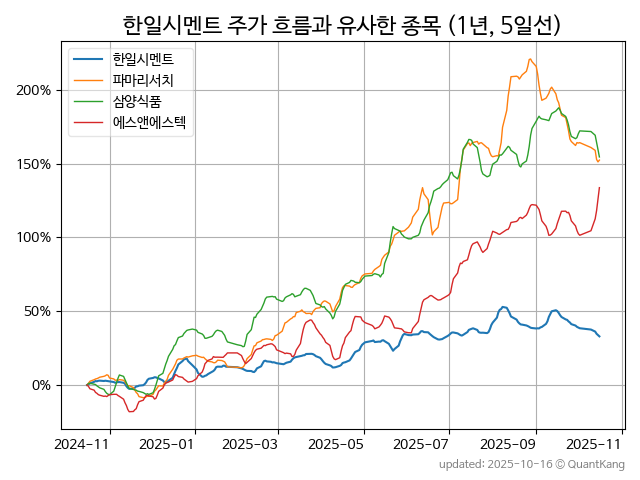 한일시멘트 주가 흐름과 유사한 종목 (1년, 5일선)
한일시멘트
파마리서치
삼양식품
에스앤에스텍
200%
150%
100%
50%
0%
2024-11 2025-01 2025-03 2025-05 2025-07 2025-09 2025-11
updated: 2025-10-16 © QuantKang